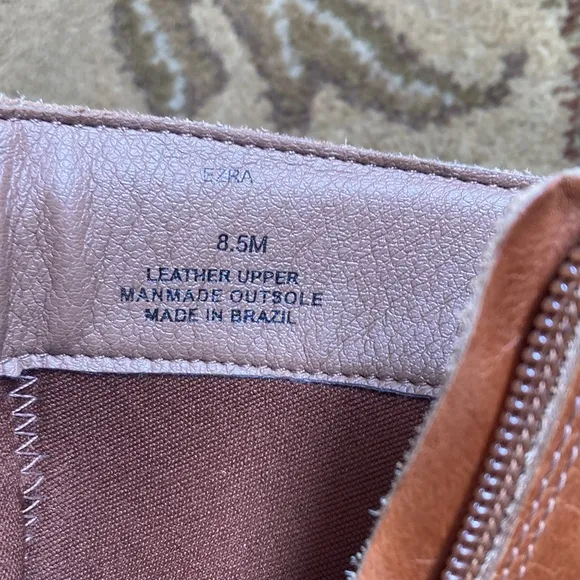 EZRA
8.5M
LEATHER UPPER
MANMADE OUTSOLE
MADE IN BRAZIL